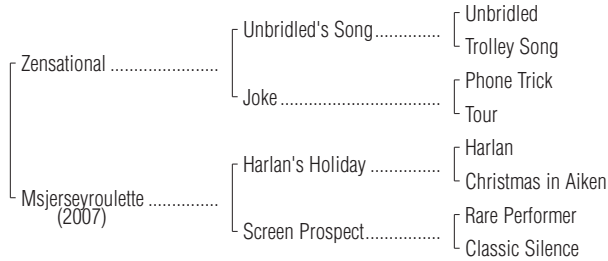 Unbridled
Unbridled's Song...............
Trolley Song
Zensational ........................
Phone Trick
Joke....................................
Tour
Harlan
Harlan's Holiday ................
Christmas in Aiken
Msjerseyroulette ...............
(2007)
Rare Performer
Screen Prospect.................
Classic Silence